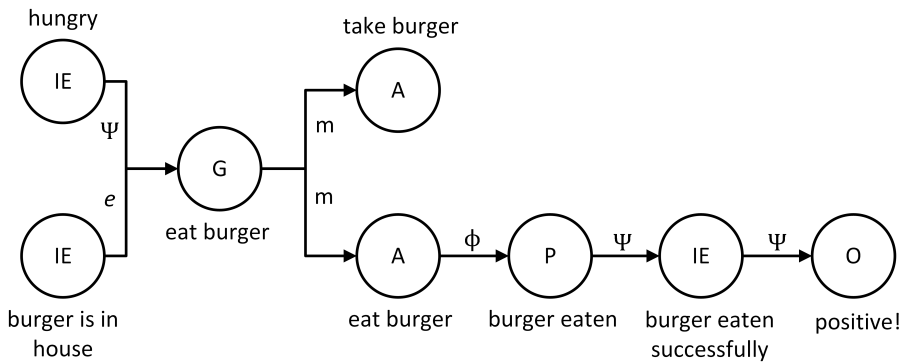 hungry
take burger
IE
A
Ψ
m
G
e
m
eat burger
IE
A
ϕ
P
Ψ
IE
Ψ
O
burger is in
house
eat burger
burger eaten
burger eaten
successfully
positive!